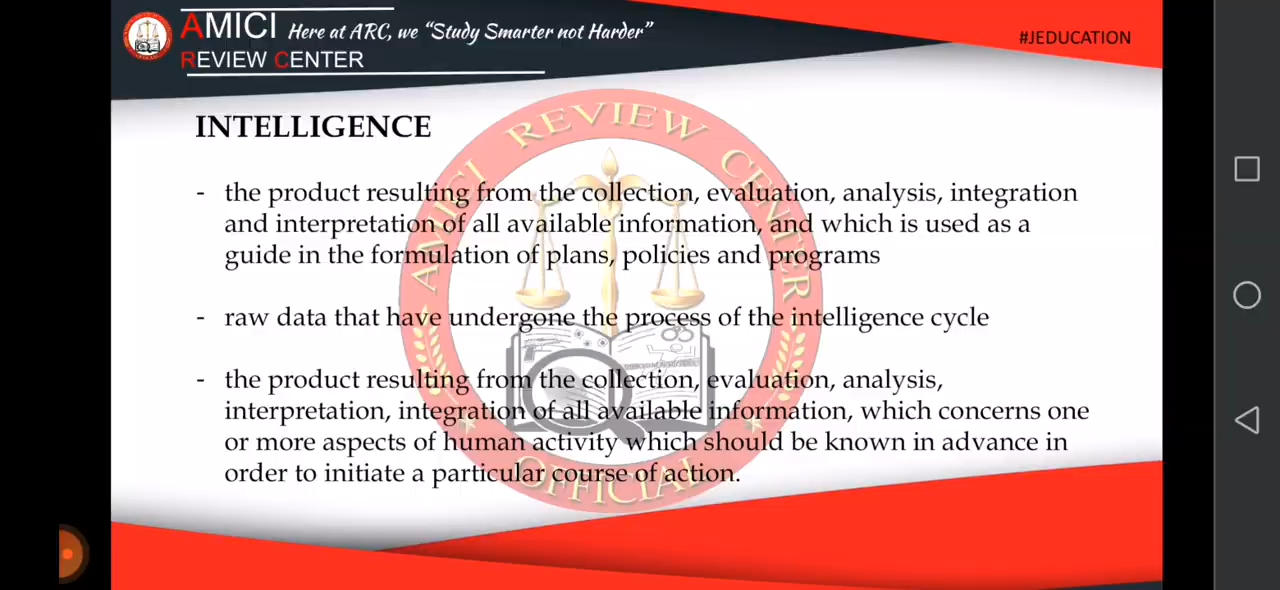 AMICI Here at ARC, we “Study Smarter not Harder”
REVIEW CENTER
#JEDUCATION
INTELLIGENCE
- the product resulting from the collection, evaluation, analysis, integration
and interpretation of all available information, and which is used as a
guide in the formulation of plans, policies and programs
- raw data that have undergone the process of the intelligence cycle
- the product resulting from the collection, evaluation, analysis,
interpretation, integration of all available information, which concerns one
or more aspects of human activity which should be known in advance in
order to initiate a particular course of action.
AMICI REVIEW CENTER
OFFICIAL